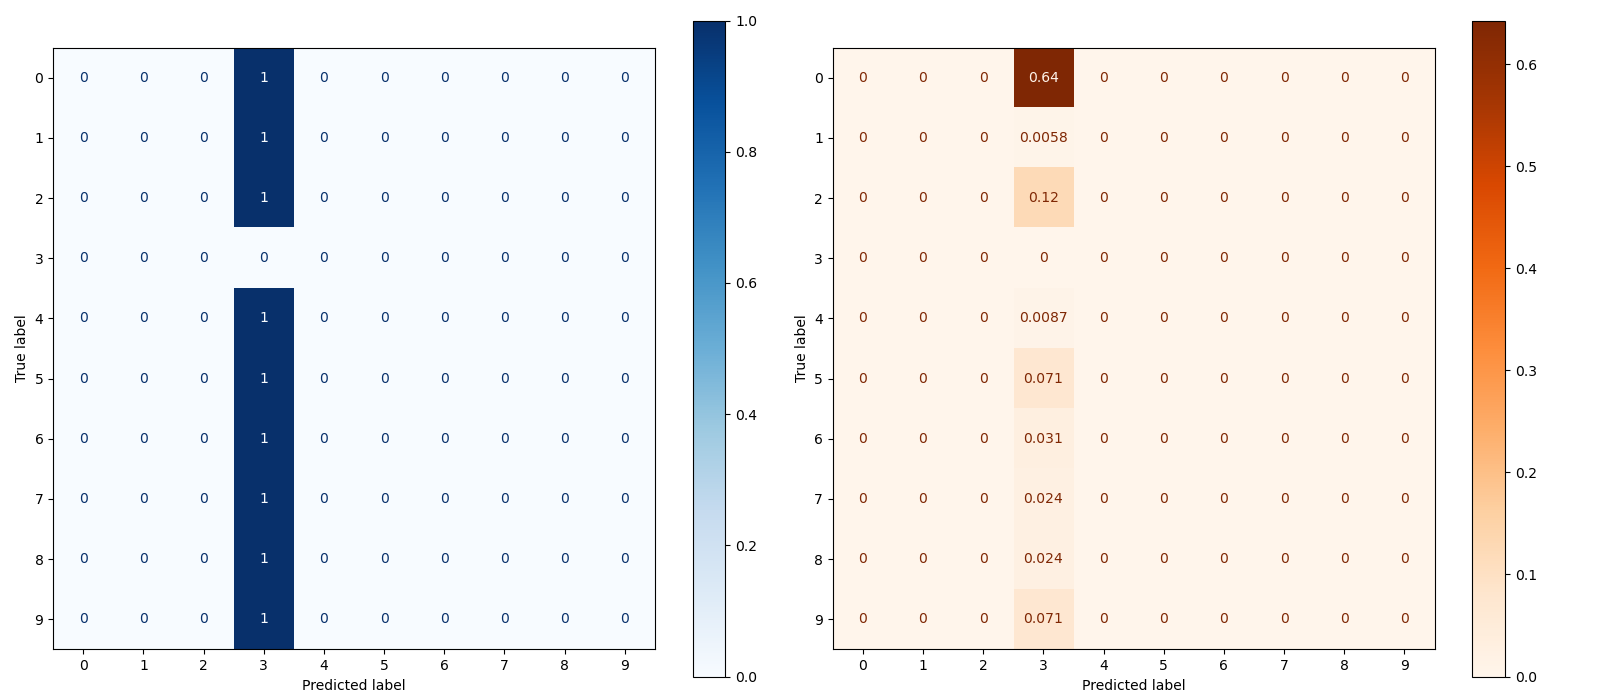 0 0 0 0 1 0 0 0 0 0 0
1 0 0 0 1 0 0 0 0 0 0
2 0 0 0 1 0 0 0 0 0 0
3 0 0 0 0 0 0 0 0 0 0
4 0 0 0 1 0 0 0 0 0 0
5 0 0 0 1 0 0 0 0 0 0
6 0 0 0 1 0 0 0 0 0 0
7 0 0 0 1 0 0 0 0 0 0
8 0 0 0 1 0 0 0 0 0 0
9 0 0 0 1 0 0 0 0 0 0
0 1 2 3 4 5 6 7 8 9
True label
Predicted label
1.0
0.8
0.6
0.4
0.2
0.0
0 0 0 0 0.64 0 0 0 0 0 0
1 0 0 0 0.0058 0 0 0 0 0 0
2 0 0 0 0.12 0 0 0 0 0 0
3 0 0 0 0 0 0 0 0 0 0
4 0 0 0 0.0087 0 0 0 0 0 0
5 0 0 0 0.071 0 0 0 0 0 0
6 0 0 0 0.031 0 0 0 0 0 0
7 0 0 0 0.024 0 0 0 0 0 0
8 0 0 0 0.024 0 0 0 0 0 0
9 0 0 0 0.071 0 0 0 0 0 0
0 1 2 3 4 5 6 7 8 9
True label
Predicted label
0.6
0.5
0.4
0.3
0.2
0.1
0.0